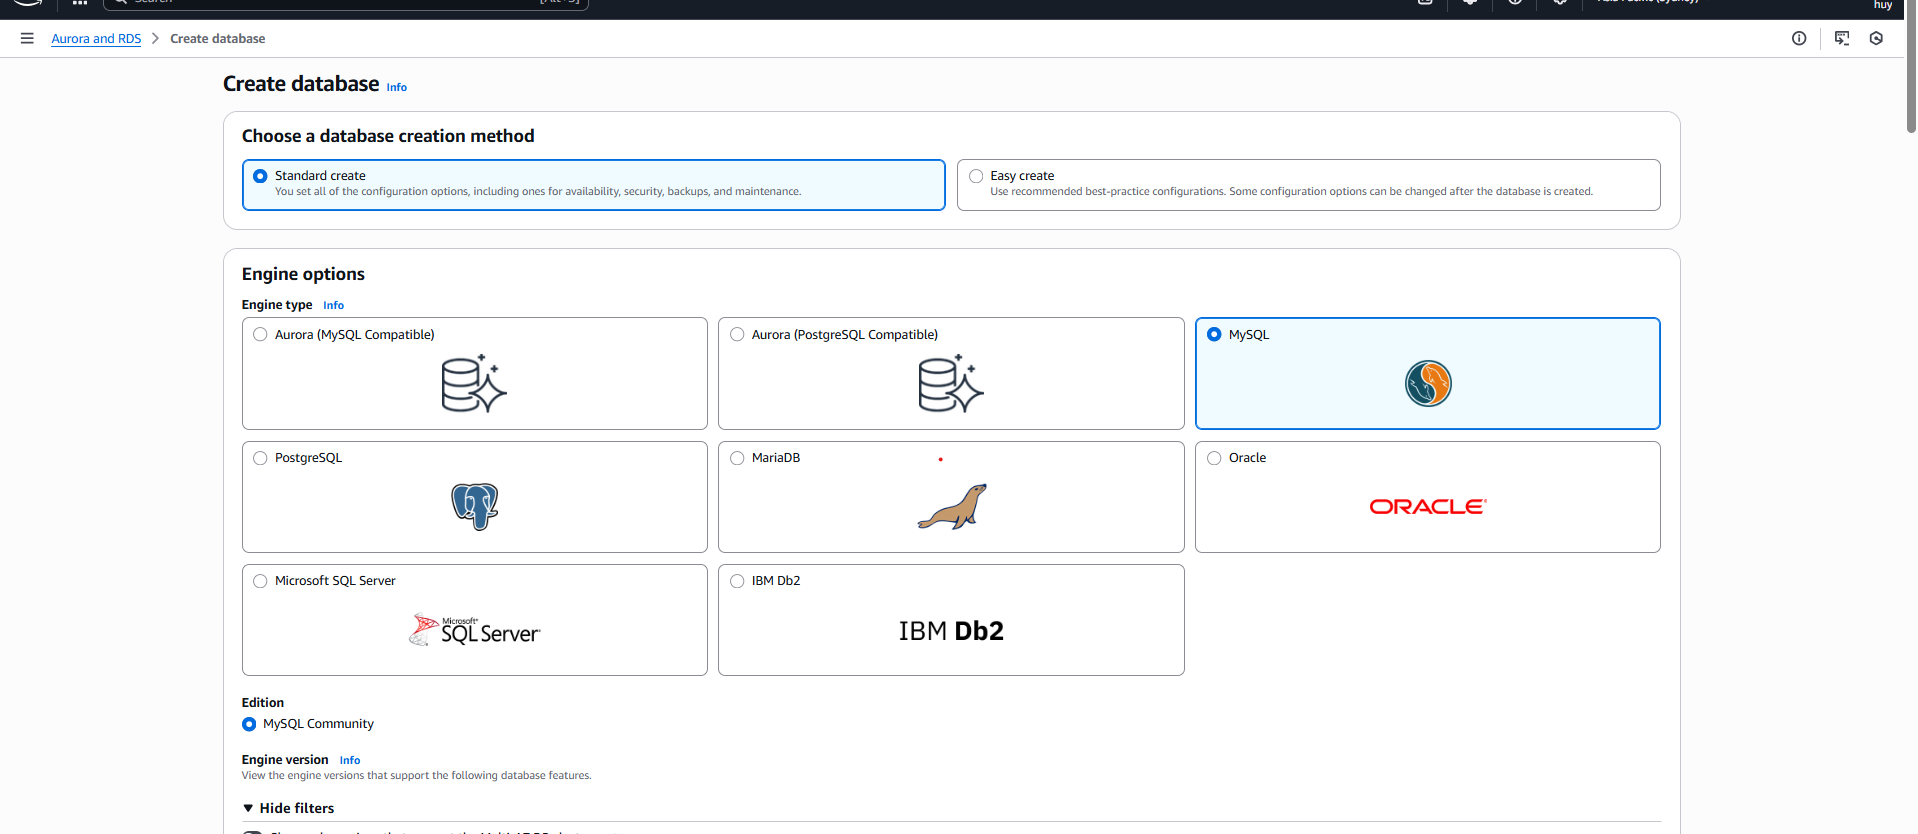 huy
Aurora and RDS > Create database
Create database Info
Choose a database creation method
Standard create
You set all of the configuration options, including ones for availability, security, backups, and maintenance.
Easy create
Use recommended best-practice configurations. Some configuration options can be changed after the database is created.
Engine options
Engine type Info
Aurora (MySQL Compatible)
Aurora (PostgreSQL Compatible)
MySQL
PostgreSQL
MariaDB
Oracle
ORACLE
Microsoft SQL Server
Microsoft®
SQL Server
IBM Db2
IBM Db2
Edition
MySQL Community
Engine version Info
View the engine versions that support the following database features.
Hide filters